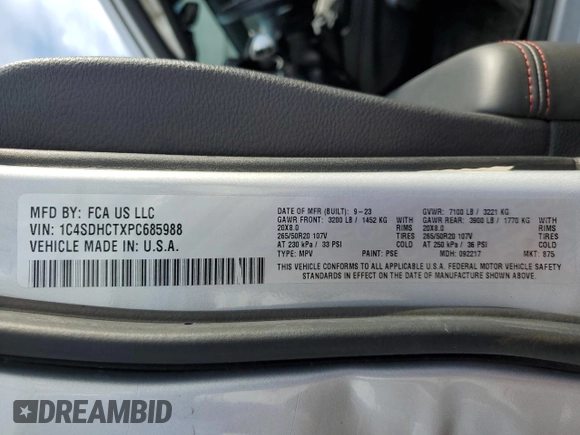 MFD BY: FCA US LLC
VIN: 1C4SDHCTXPC685988
VEHICLE MADE IN: U.S.A.
DATE OF MFR (BUILT): 9-23 GVWR: 7100 LB / 3221 KG
GAWR FRONT: 3200 LB / 1452 KG WITH GAWR REAR: 3900 LB / 1770 KG WITH
20X8.0 RIMS 20X8.0 RIMS
265/50R20 107V TIRES 265/50R20 107V TIRES
AT 230 kPa / 33 PSI AT 250 kPa / 36 PSI
TYPE: MPV PAINT: PSE MDH: 092217 MKT: 875
THIS VEHICLE CONFORMS TO ALL APPLICABLE U.S.A. FEDERAL MOTOR VEHICLE SAFETY
STANDARDS IN EFFECT ON THE DATE OF MANUFACTURE SHOWN ABOVE.
DREAMBID